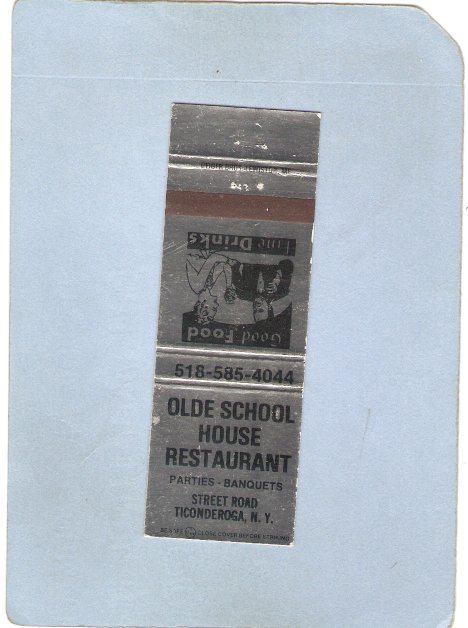 Fine Drinks
Good Food
518-585-4044
OLDE SCHOOL
HOUSE
RESTAURANT
PARTIES - BANQUETS
STREET ROAD
TICONDEROGA, N. Y.
CLOSE COVER BEFORE STRIKING